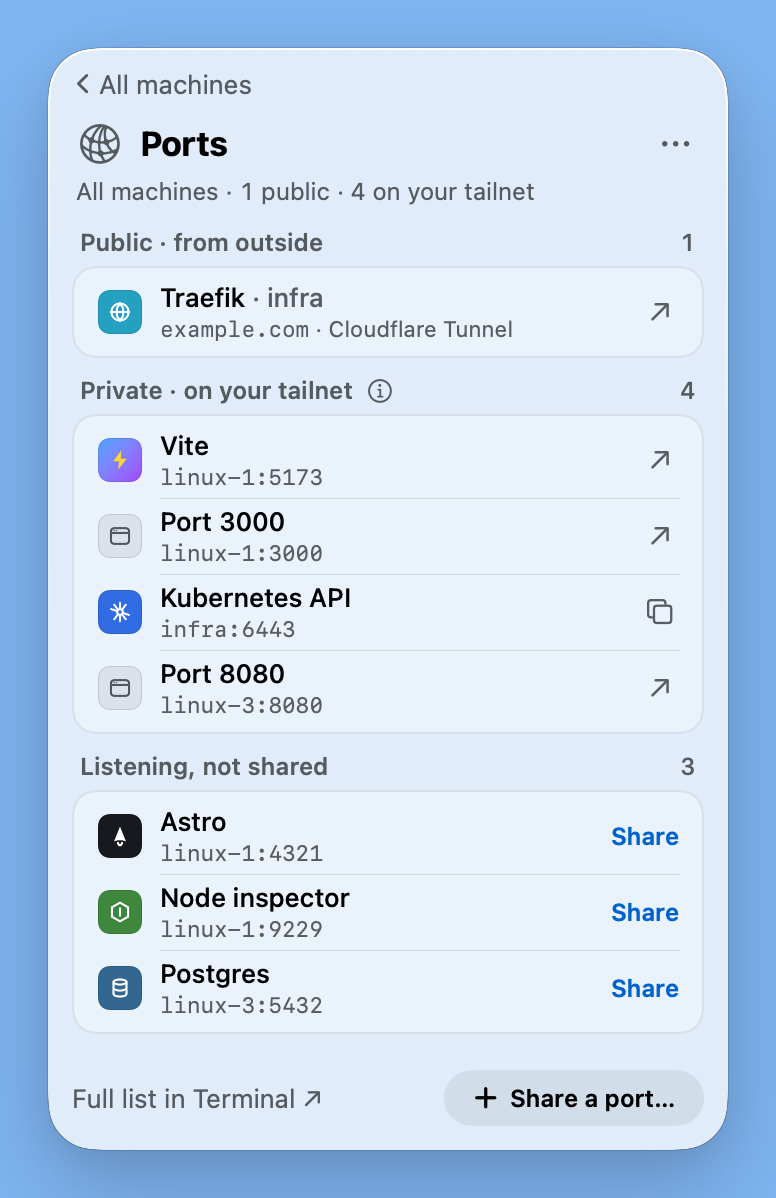 All machines
Ports
All machines · 1 public · 4 on your tailnet
Public · from outside 1
Traefik · infra
example.com · Cloudflare Tunnel
Private · on your tailnet 4
Vite
linux-1:5173
Port 3000
linux-1:3000
Kubernetes API
infra:6443
Port 8080
linux-3:8080
Listening, not shared 3
Astro
linux-1:4321
Share
Node inspector
linux-1:9229
Share
Postgres
linux-3:5432
Share
Full list in Terminal ↗
+ Share a port...